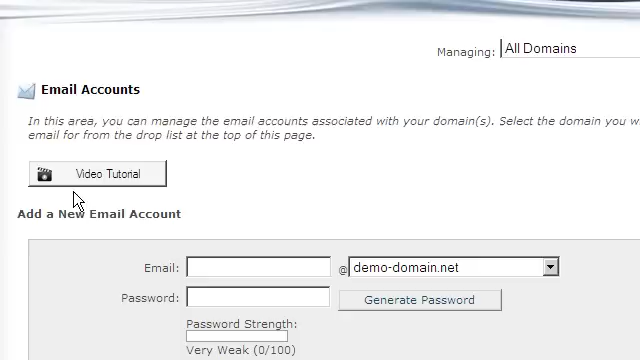 Managing: All Domains
Email Accounts
In this area, you can manage the email accounts associated with your domain(s). Select the domain you
email for from the drop list at the top of this page.
Video Tutorial
Add a New Email Account
Email: @ demo-domain.net
Password: Generate Password
Password Strength:
Very Weak (0/100)